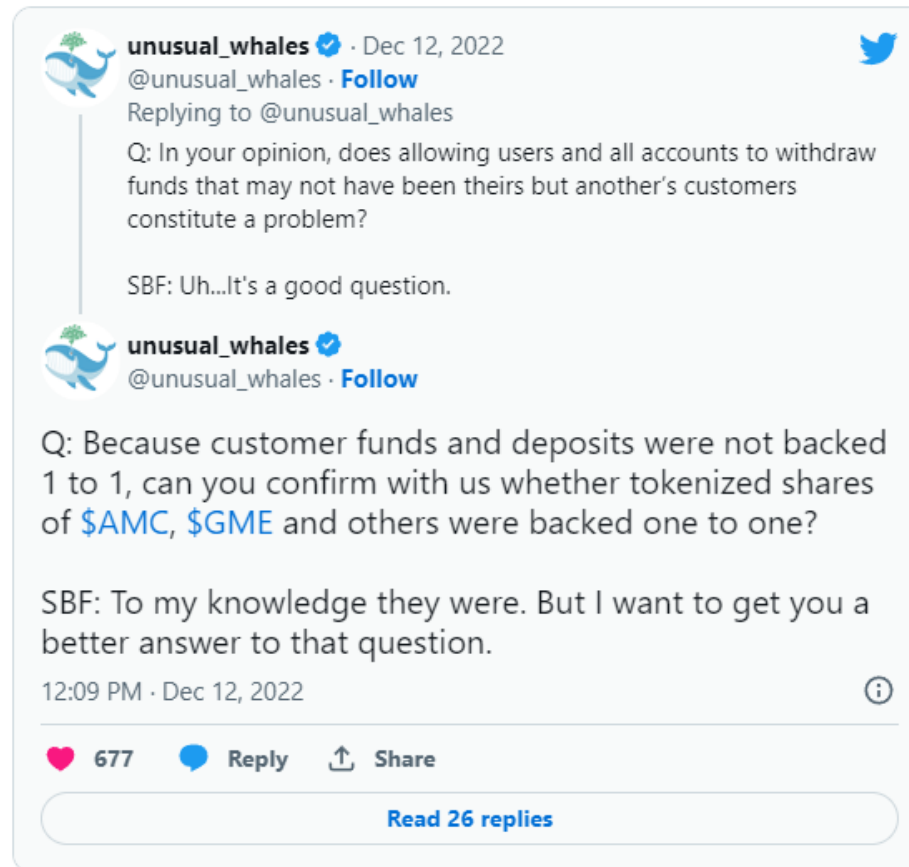 unusual_whales · Dec 12, 2022
@unusual_whales · Follow
Replying to @unusual_whales
Q: In your opinion, does allowing users and all accounts to withdraw
funds that may not have been theirs but another’s customers
constitute a problem?
SBF: Uh...It's a good question.
unusual_whales
@unusual_whales · Follow
Q: Because customer funds and deposits were not backed
1 to 1, can you confirm with us whether tokenized shares
of $AMC, $GME and others were backed one to one?
SBF: To my knowledge they were. But I want to get you a
better answer to that question.
12:09 PM · Dec 12, 2022
677 Reply Share
Read 26 replies